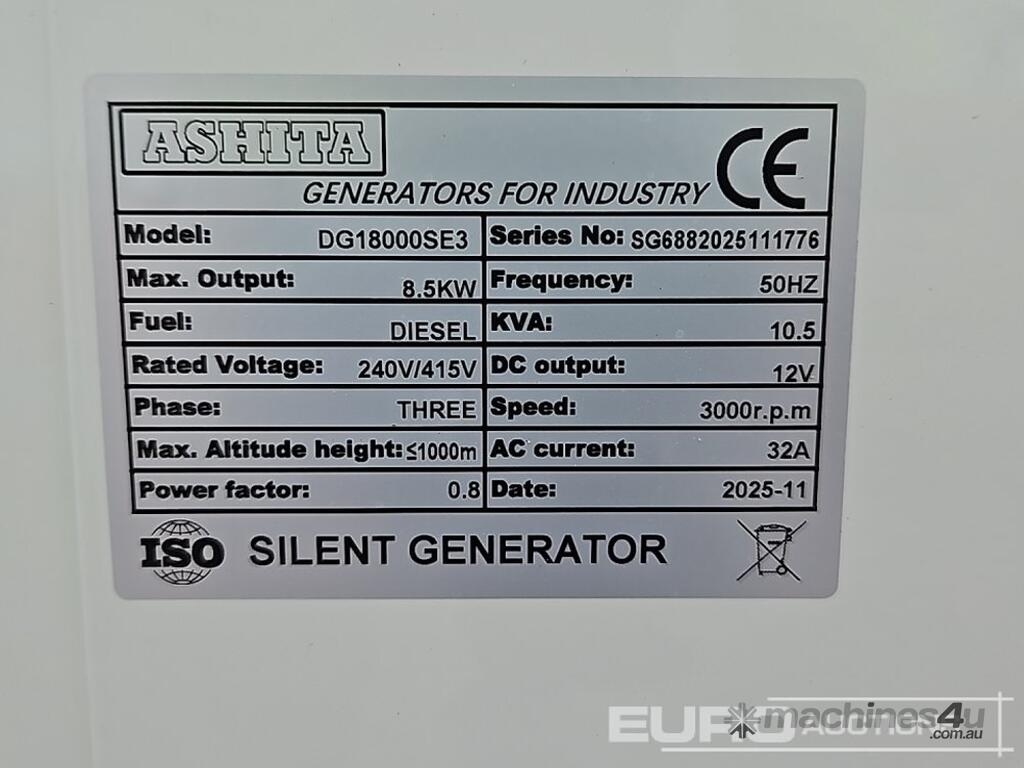 ASHITA
CE
GENERATORS FOR INDUSTRY
Model: DG18000SE3 Series No: SG6882025111776
Max. Output: 8.5KW Frequency: 50HZ
Fuel: DIESEL KVA: 10.5
Rated Voltage: 240V/415V DC output: 12V
Phase: THREE Speed: 3000r.p.m
Max. Altitude height: ≤1000m AC current: 32A
Power factor: 0.8 Date: 2025-11
ISO SILENT GENERATOR
EURO AUCTIONS
machines4u
.com.au